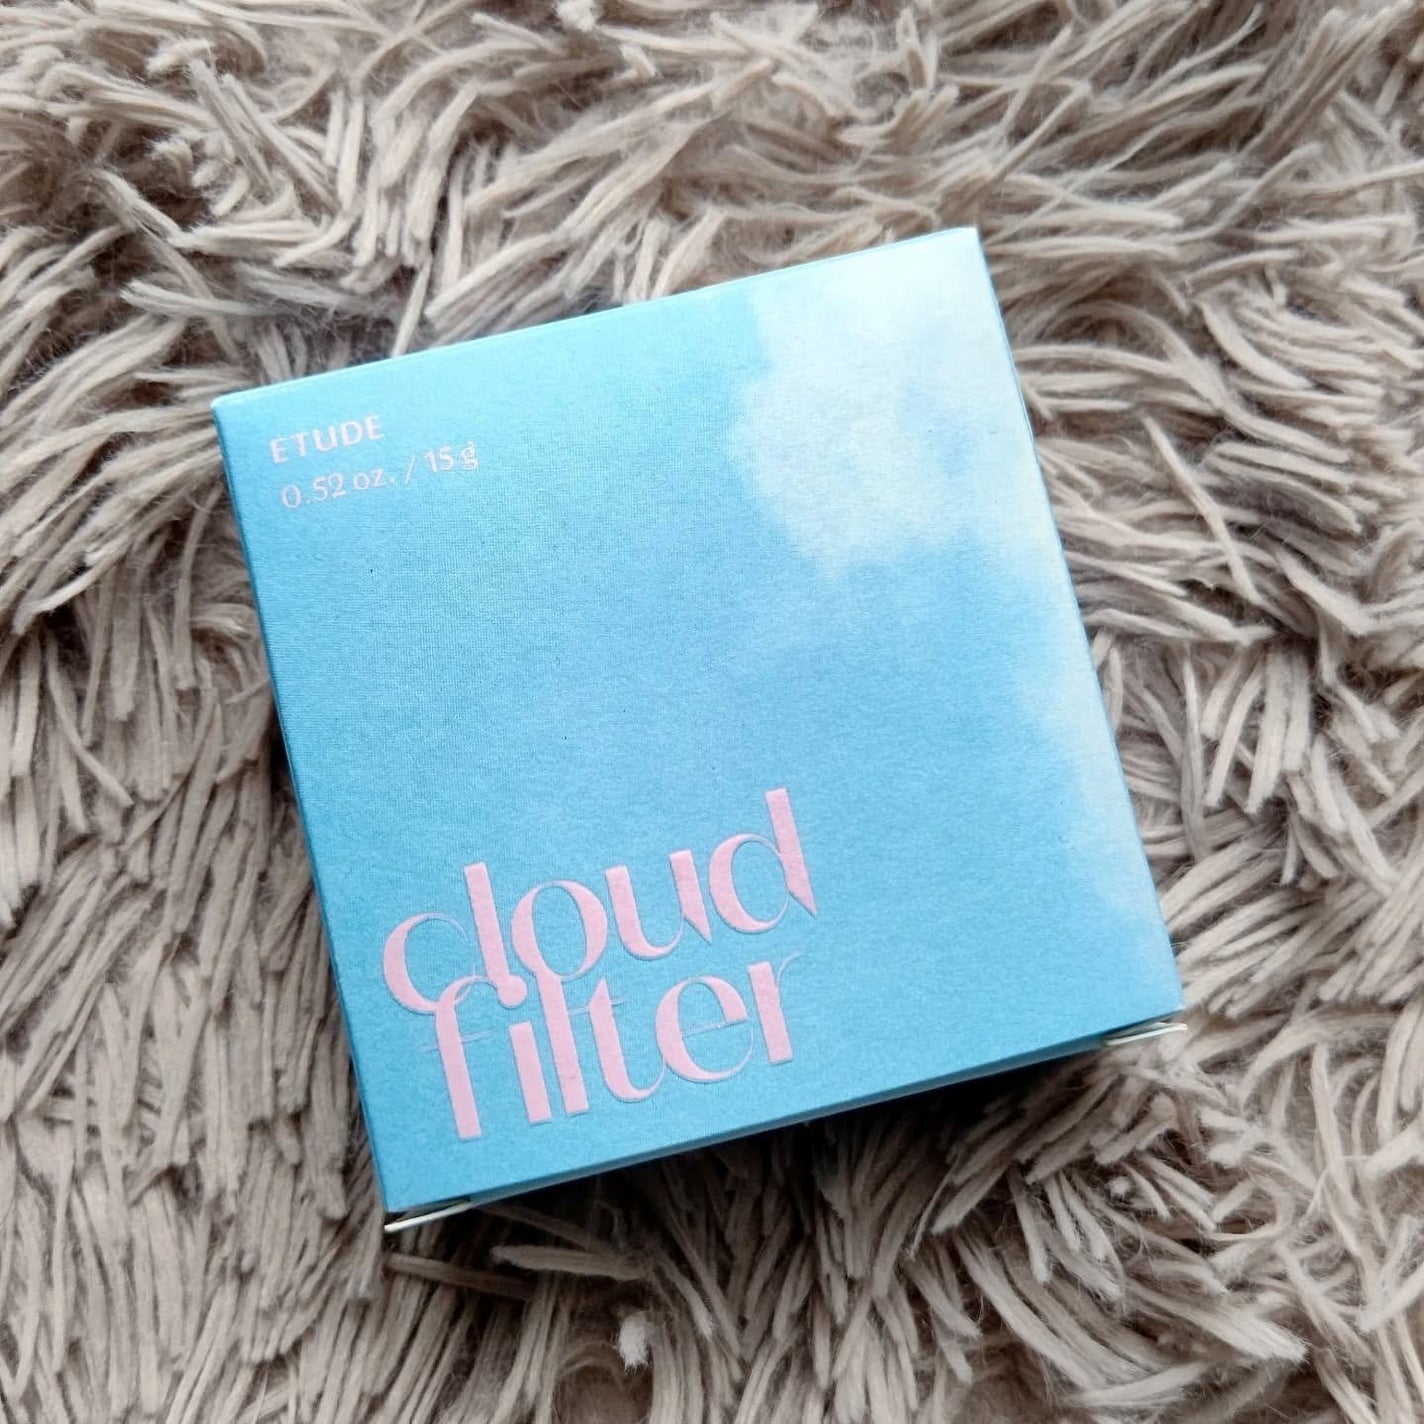 ETUDE
0.52 oz. / 15 g
cloud
filter